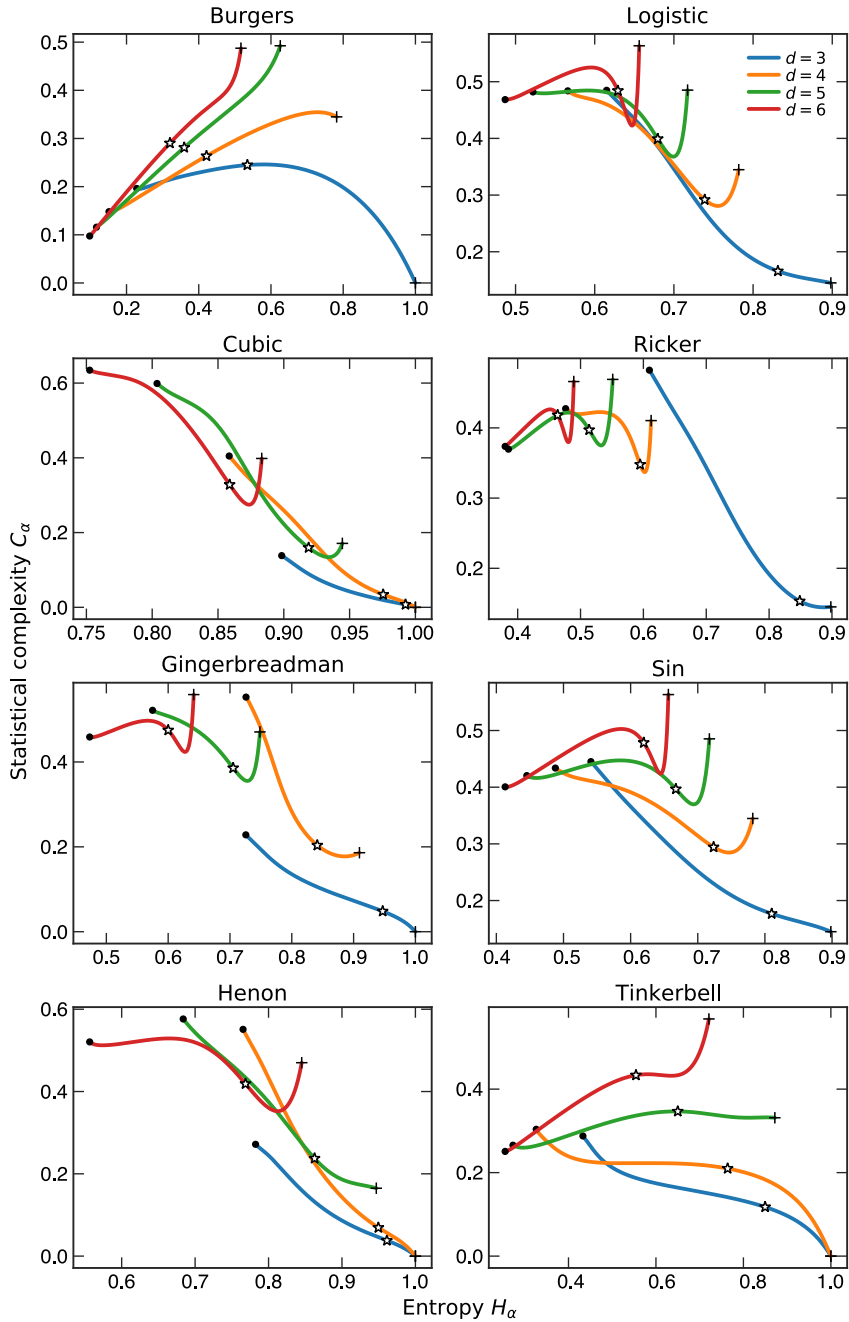 Burgers
0.5
0.4
0.3
0.2
0.1
0.0
0.2 0.4 0.6 0.8 1.0
Logistic
d = 3
d = 4
d = 5
d = 6
0.5
0.4
0.3
0.2
0.5 0.6 0.7 0.8 0.9
Cubic
0.6
0.4
0.2
0.0
0.75 0.80 0.85 0.90 0.95 1.00
Ricker
0.4
0.3
0.2
0.4 0.5 0.6 0.7 0.8 0.9
Statistical complexity Cα
Gingerbreadman
0.4
0.2
0.0
0.5 0.6 0.7 0.8 0.9 1.0
Sin
0.5
0.4
0.3
0.2
0.4 0.5 0.6 0.7 0.8 0.9
Henon
0.6
0.4
0.2
0.0
0.6 0.7 0.8 0.9 1.0
Tinkerbell
0.4
0.2
0.0
0.4 0.6 0.8 1.0
Entropy Hα